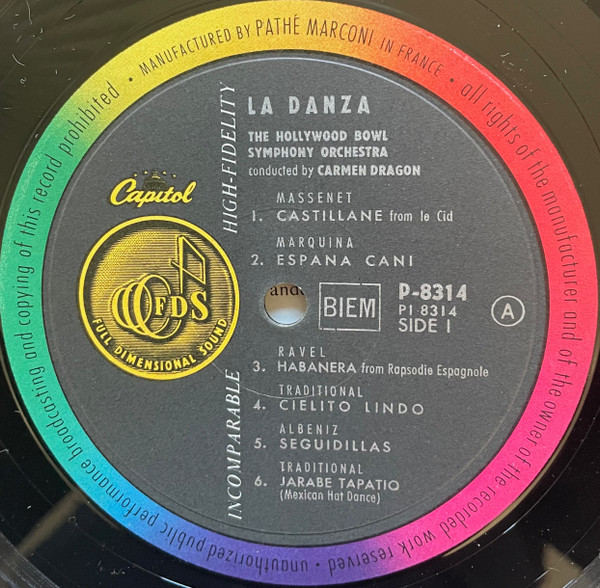 MANUFACTURED BY PATHÉ MARCONI IN FRANCE · all rights of the manufacturer and of the owner of the recorded work reserved · unauthorized public performance broadcasting and copying of this record prohibited ·
INCOMPARABLE HIGH-FIDELITY
LA DANZA
THE HOLLYWOOD BOWL
SYMPHONY ORCHESTRA
conducted by CARMEN DRAGON
Capitol
FDS
FULL DIMENSIONAL SOUND
MASSENET
1. CASTILLANE from le Cid
MARQUINA
2. ESPANA CANI
and
BIEM
P-8314
P1 8314
SIDE 1
A
RAVEL
3. HABANERA from Rapsodie Espagnole
TRADITIONAL
4. CIELITO LINDO
ALBENIZ
5. SEGUIDILLAS
TRADITIONAL
6. JARABE TAPATIO
(Mexican Hat Dance)